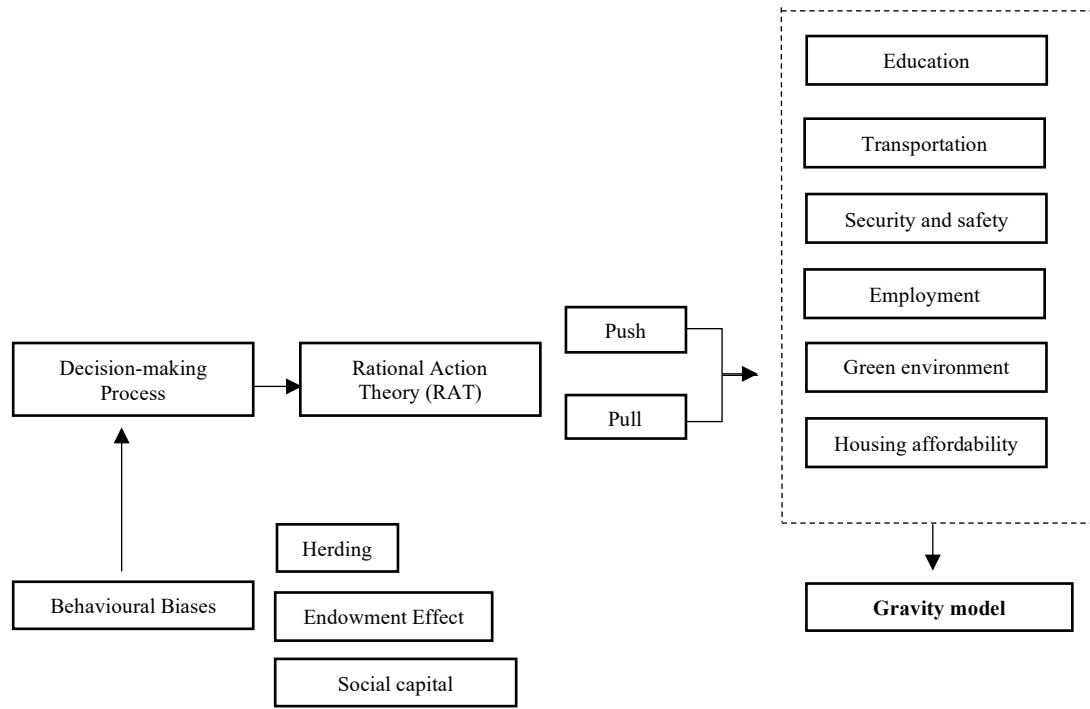 Education
Transportation
Security and safety
Employment
Push
Green environment
Decision-making
Process
Rational Action
Theory (RAT)
Pull
Housing affordability
Herding
Behavioural Biases
Endowment Effect
Gravity model
Social capital